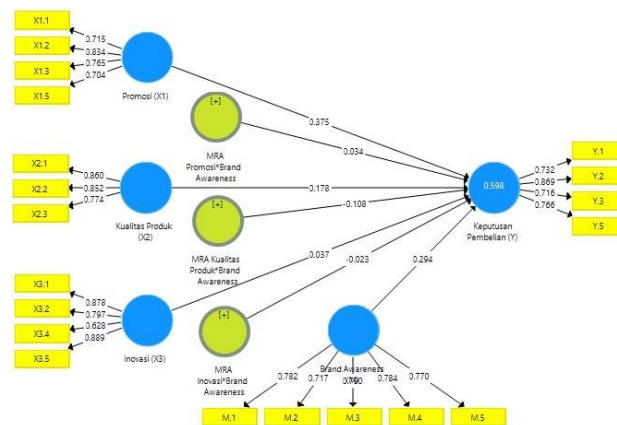 X1.1
X1.2
X1.3
X1.5
0.715
0.834
0.765
0.704
Promosi (X1)
[+]
MRA
Promosi*Brand
Awareness
0.375
0.034
X2.1
X2.2
X2.3
0.860
0.852
0.774
Kualitas Produk
(X2)
[+]
MRA Kualitas
Produk*Brand
Awareness
0.178
-0.108
0.598
Keputusan
Pembelian (Y)
0.732
0.869
0.716
0.766
Y.1
Y.2
Y.3
Y.5
X3.1
X3.2
X3.4
X3.5
0.878
0.797
0.628
0.889
Inovasi (X3)
[+]
MRA
Inovasi*Brand
Awareness
0.037
-0.023
0.294
Brand Awareness
0.782
0.717
0.784
0.770
M.1
M.2
M.3
M.4
M.5